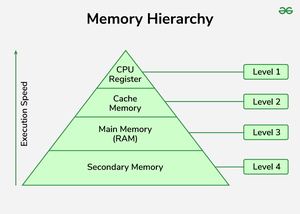 Memory Hierarchy
CPU
Register
Level 1
Cache
Memory
Level 2
Main Memory
(RAM)
Level 3
Secondary Memory
Level 4
Execution Speed